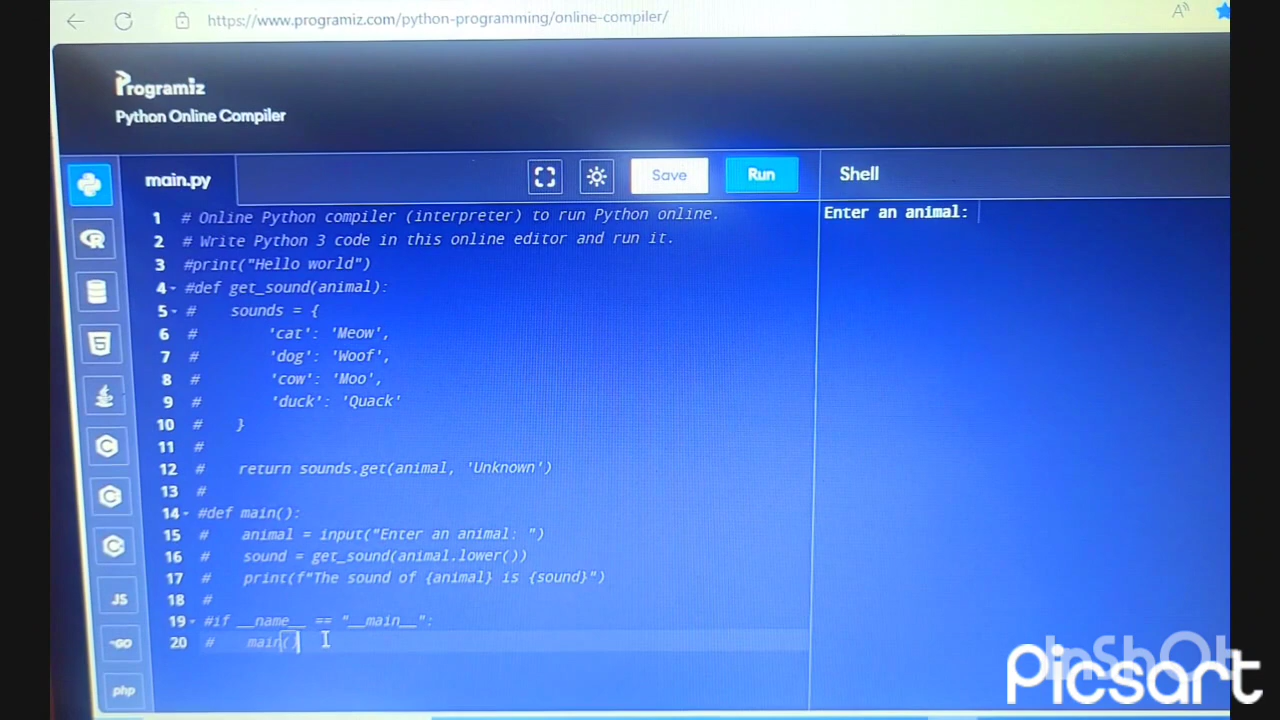 https://www.programiz.com/python-programming/online-compiler/
Programiz
Python Online Compiler
main.py
Save
Run
Shell
1 # Online Python compiler (interpreter) to run Python online.
2 # Write Python 3 code in this online editor and run it.
3 #print("Hello world")
4 #def get_sound(animal):
5 #    sounds = {
6 #        'cat': 'Meow',
7 #        'dog': 'Woof',
8 #        'cow': 'Moo',
9 #        'duck': 'Quack'
10 #    }
11 #
12 #    return sounds.get(animal, 'Unknown')
13 #
14 #def main():
15 #    animal = input("Enter an animal: ")
16 #    sound = get_sound(animal.lower())
17 #    print(f"The sound of {animal} is {sound}")
18 #
19 #if __name__ == "__main__":
20 #    main()
Enter an animal:
R
5
C
C
C
JS
GO
php
InShOt
Picsart